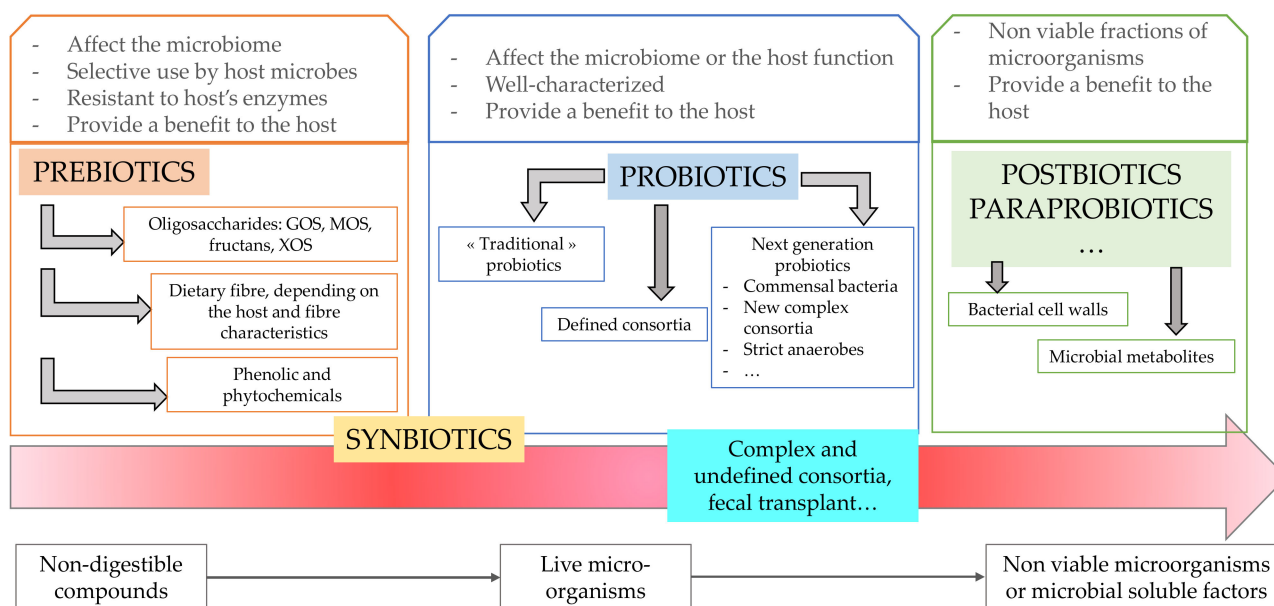 - Affect the microbiome
- Selective use by host microbes
- Resistant to host's enzymes
- Provide a benefit to the host
PREBIOTICS
Oligosaccharides: GOS, MOS,
fructans, XOS
Dietary fibre, depending on
the host and fibre
characteristics
Phenolic and
phytochemicals
- Affect the microbiome or the host function
- Well-characterized
- Provide a benefit to the host
PROBIOTICS
« Traditional »
probiotics
Defined consortia
Next generation
probiotics
- Commensal bacteria
- New complex
consortia
- Strict anaerobes
- …
- Non viable fractions of
microorganisms
- Provide a benefit to the
host
POSTBIOTICS
PARAPROBIOTICS
…
Bacterial cell walls
Microbial metabolites
SYNBIOTICS
Complex and
undefined consortia,
fecal transplant…
Non-digestible
compounds
Live micro-
organisms
Non viable microorganisms
or microbial soluble factors